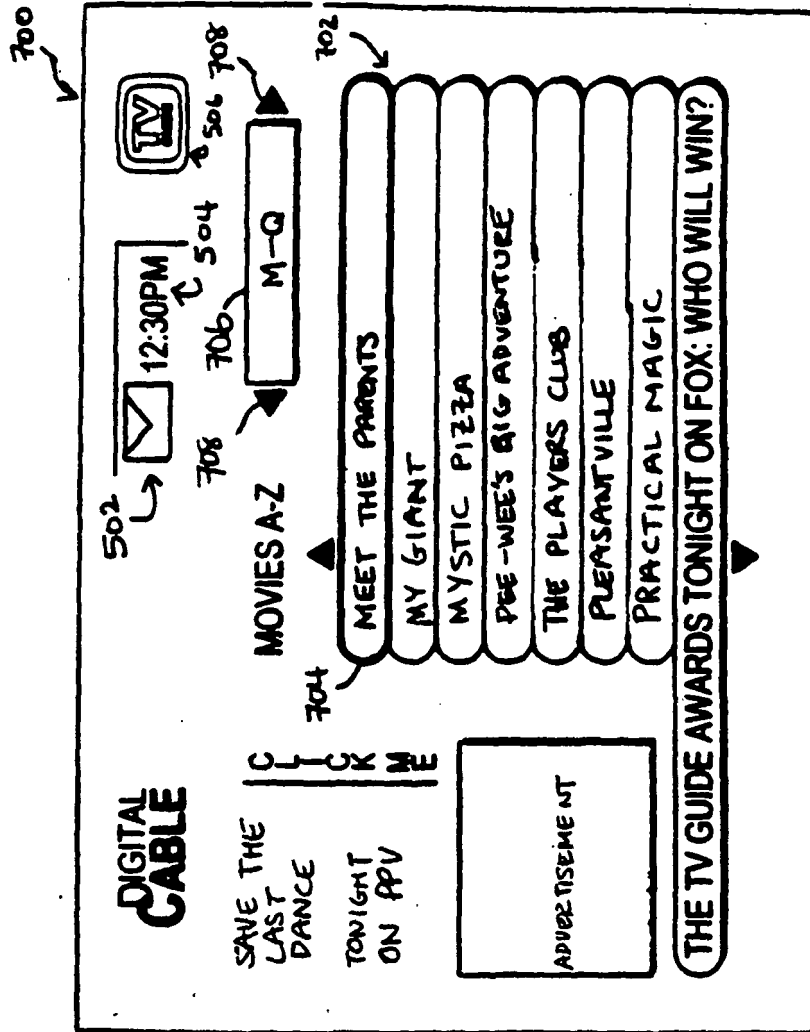 700
DIGITAL
CABLE
502
12:30PM
504
TV
506
SAVE THE
LAST
DANCE
TONIGHT
ON PPV
CLICK ME
MOVIES A-Z
708
706
M-Q
708
702
704
MEET THE PARENTS
MY GIANT
MYSTIC PIZZA
PEE-WEE'S BIG ADVENTURE
THE PLAYERS CLUB
PLEASANTVILLE
PRACTICAL MAGIC
ADVERTISEMENT
THE TV GUIDE AWARDS TONIGHT ON FOX: WHO WILL WIN?